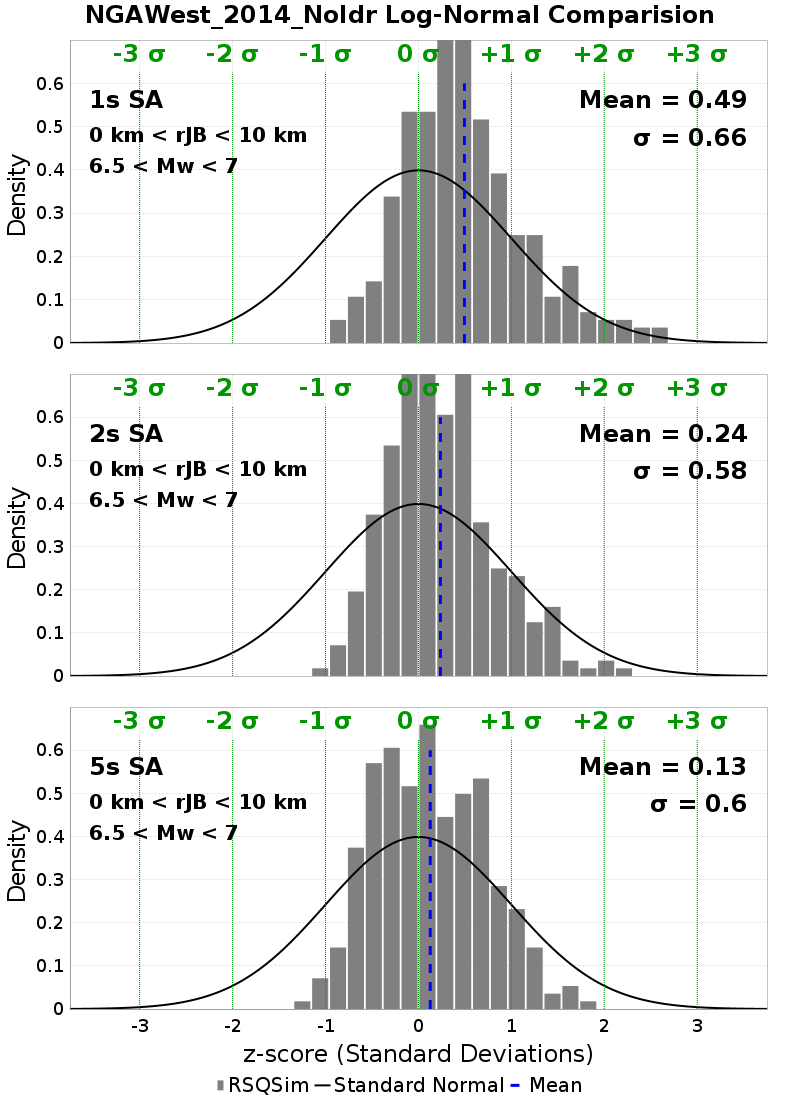 NGAWest_2014_NoIdr Log-Normal Comparision
-3 σ -2 σ -1 σ 0 σ +1 σ +2 σ +3 σ
1s SA
0 km < rJB < 10 km
6.5 < Mw < 7
Mean = 0.49
σ = 0.66
Density
0.6
0.5
0.4
0.3
0.2
0.1
0
-3 σ -2 σ -1 σ 0 σ +1 σ +2 σ +3 σ
2s SA
0 km < rJB < 10 km
6.5 < Mw < 7
Mean = 0.24
σ = 0.58
Density
0.6
0.5
0.4
0.3
0.2
0.1
0
-3 σ -2 σ -1 σ 0 σ +1 σ +2 σ +3 σ
5s SA
0 km < rJB < 10 km
6.5 < Mw < 7
Mean = 0.13
σ = 0.6
Density
0.6
0.5
0.4
0.3
0.2
0.1
0
-3 -2 -1 0 1 2 3
z-score (Standard Deviations)
RSQSim Standard Normal Mean